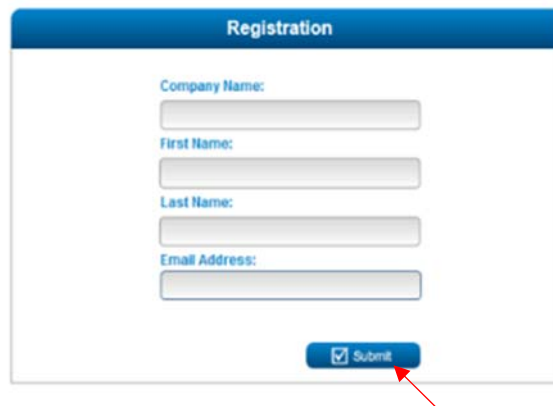 Registration
Company Name:
First Name:
Last Name:
Email Address:
Submit